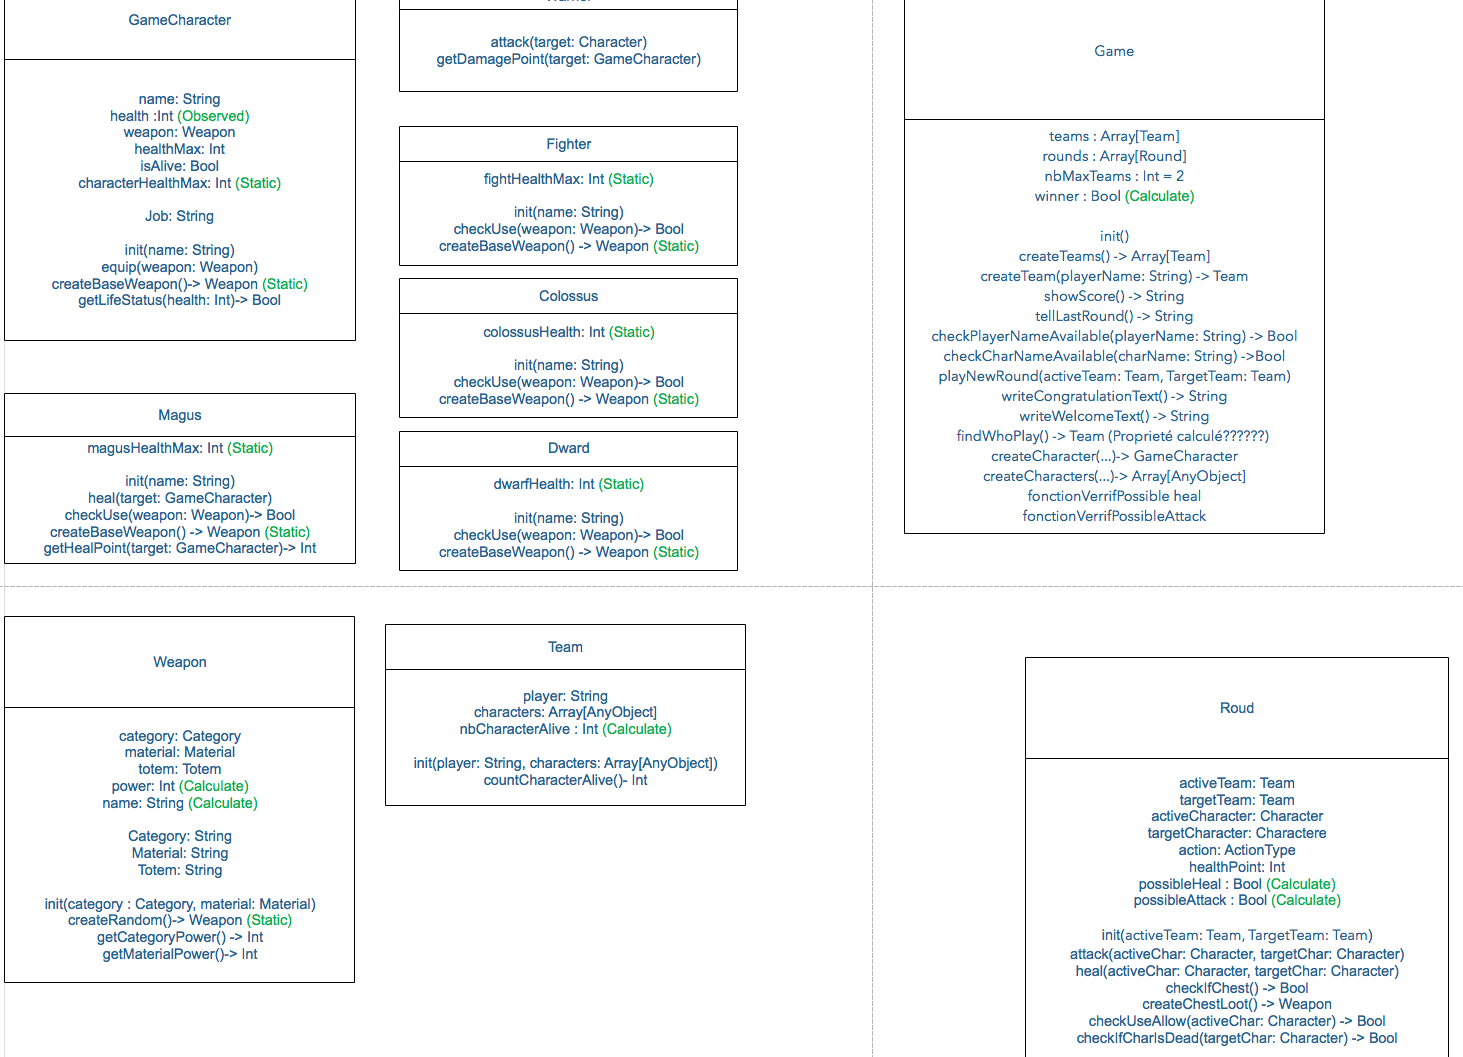 GameCharacter
name: String
health :Int (Observed)
weapon: Weapon
healthMax: Int
isAlive: Bool
characterHealthMax: Int (Static)
Job: String
init(name: String)
equip(weapon: Weapon)
createBaseWeapon()-> Weapon (Static)
getLifeStatus(health: Int)-> Bool
Magus
magusHealthMax: Int (Static)
init(name: String)
heal(target: GameCharacter)
checkUse(weapon: Weapon)-> Bool
createBaseWeapon() -> Weapon (Static)
getHealPoint(target: GameCharacter)-> Int
attack(target: Character)
getDamagePoint(target: GameCharacter)
Fighter
fightHealthMax: Int (Static)
init(name: String)
checkUse(weapon: Weapon)-> Bool
createBaseWeapon() -> Weapon (Static)
Colossus
colossusHealth: Int (Static)
init(name: String)
checkUse(weapon: Weapon)-> Bool
createBaseWeapon() -> Weapon (Static)
Dward
dwarfHealth: Int (Static)
init(name: String)
checkUse(weapon: Weapon)-> Bool
createBaseWeapon() -> Weapon (Static)
Game
teams : Array[Team]
rounds : Array[Round]
nbMaxTeams : Int = 2
winner : Bool (Calculate)
init()
createTeams() -> Array[Team]
createTeam(playerName: String) -> Team
showScore() -> String
tellLastRound() -> String
checkPlayerNameAvailable(playerName: String) -> Bool
checkCharNameAvailable(charName: String) ->Bool
playNewRound(activeTeam: Team, TargetTeam: Team)
writeCongratulationText() -> String
writeWelcomeText() -> String
findWhoPlay() -> Team (Proprieté calculé??????)
createCharacter(...)-> GameCharacter
createCharacters(...)-> Array[AnyObject]
fonctionVerrifPossible heal
fonctionVerrifPossibleAttack
Weapon
category: Category
material: Material
totem: Totem
power: Int (Calculate)
name: String (Calculate)
Category: String
Material: String
Totem: String
init(category : Category, material: Material)
createRandom()-> Weapon (Static)
getCategoryPower() -> Int
getMaterialPower()-> Int
Team
player: String
characters: Array[AnyObject]
nbCharacterAlive : Int (Calculate)
init(player: String, characters: Array[AnyObject])
countCharacterAlive()- Int
Roud
activeTeam: Team
targetTeam: Team
activeCharacter: Character
targetCharacter: Charactere
action: ActionType
healthPoint: Int
possibleHeal : Bool (Calculate)
possibleAttack : Bool (Calculate)
init(activeTeam: Team, TargetTeam: Team)
attack(activeChar: Character, targetChar: Character)
heal(activeChar: Character, targetChar: Character)
checkIfChest() -> Bool
createChestLoot() -> Weapon
checkUseAllow(activeChar: Character) -> Bool
checkIfCharIsDead(targetChar: Character) -> Bool